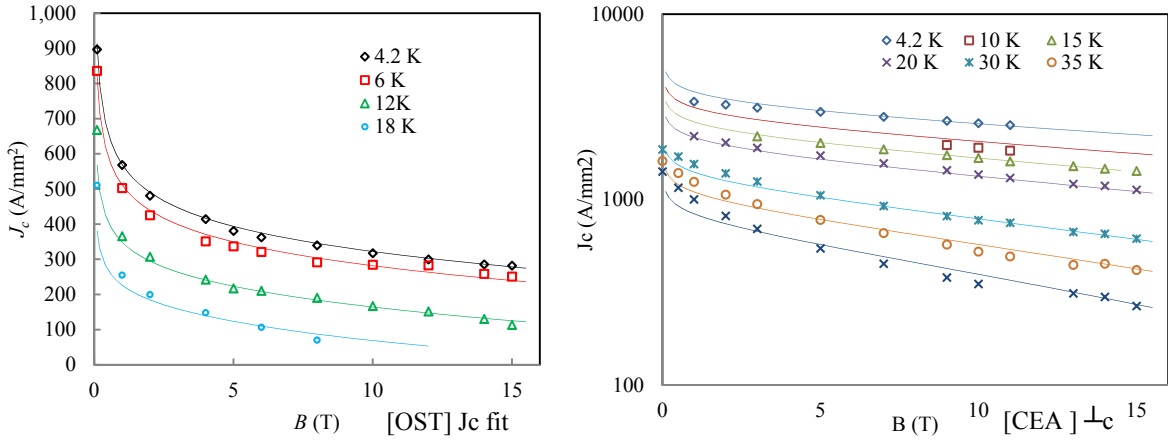 1,000
900
800
700
600
500
400
300
200
100
0
Jc (A/mm²)
4.2 K
6 K
12K
18 K
0 5 10 15
B (T) [OST] Jc fit
10000
1000
100
Jc (A/mm2)
4.2 K 10 K 15 K
20 K 30 K 35 K
0 5 10 15
B (T) [CEA ] ⊥c